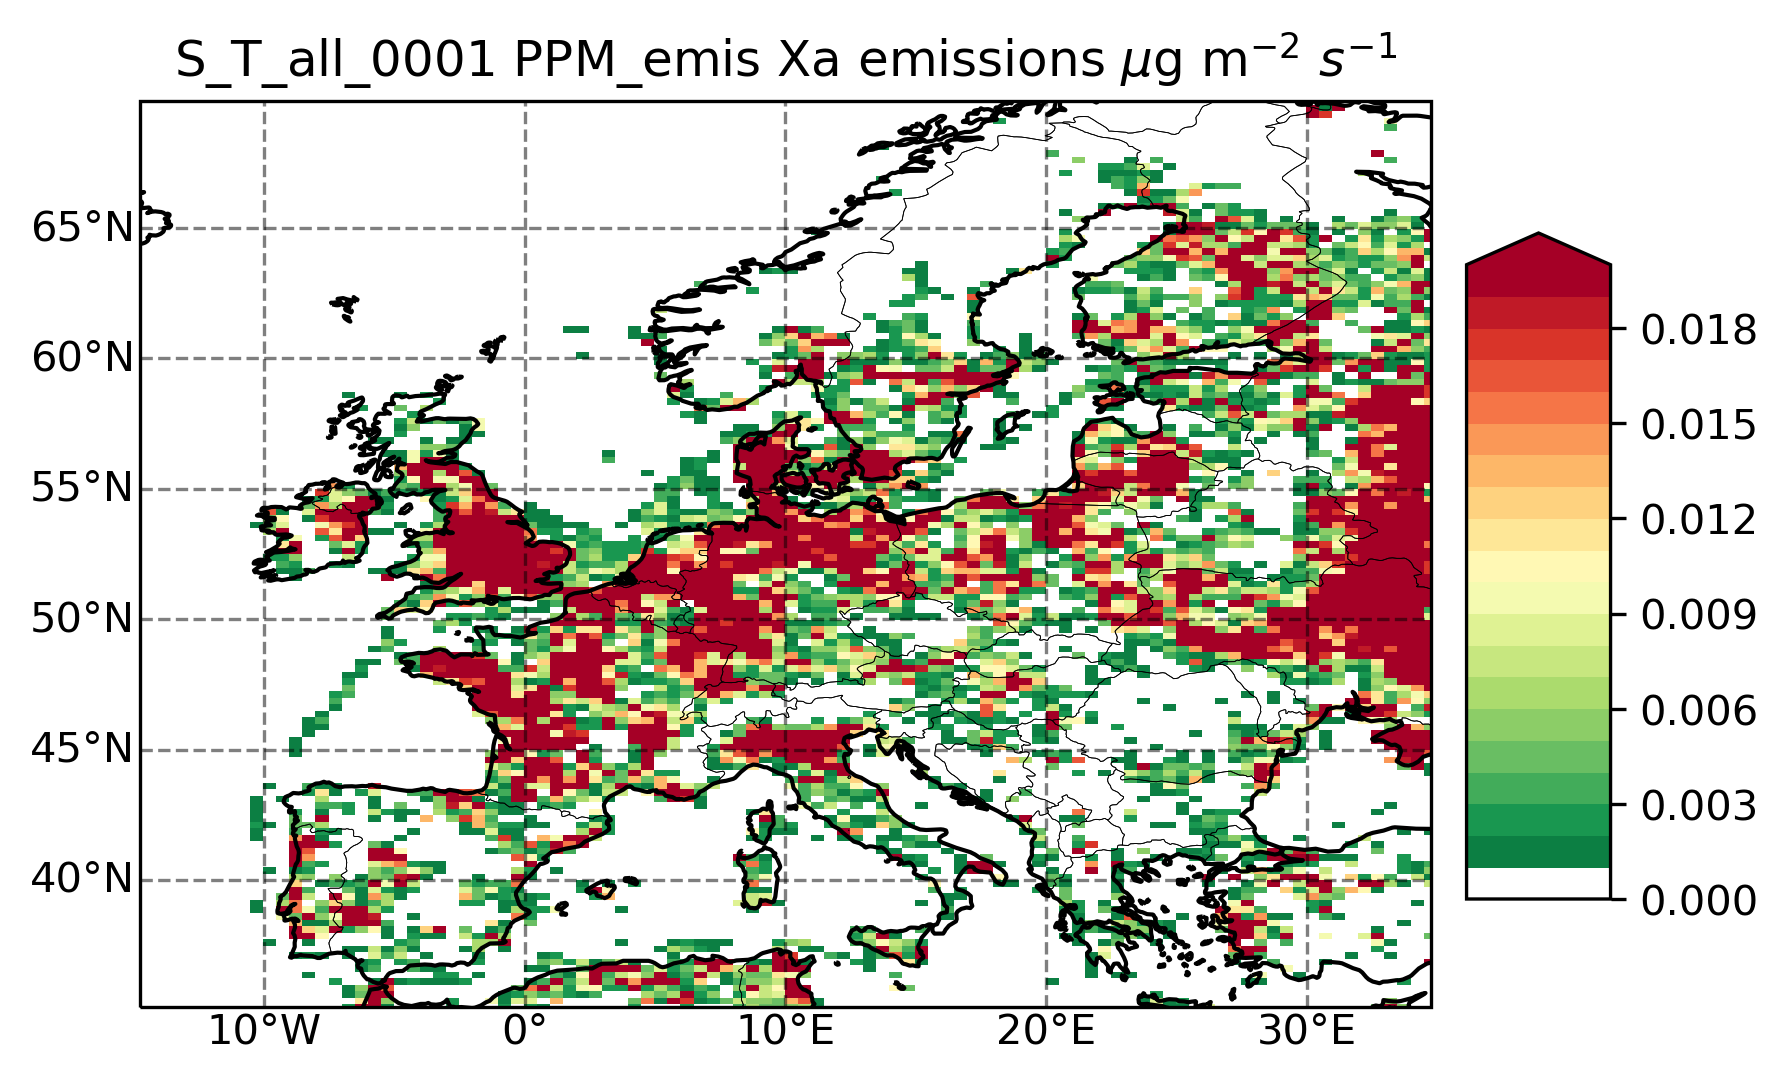 S_T_all_0001 PPM_emis Xa emissions μg m⁻² s⁻¹
65°N
60°N
55°N
50°N
45°N
40°N
10°W 0° 10°E 20°E 30°E
0.018
0.015
0.012
0.009
0.006
0.003
0.000